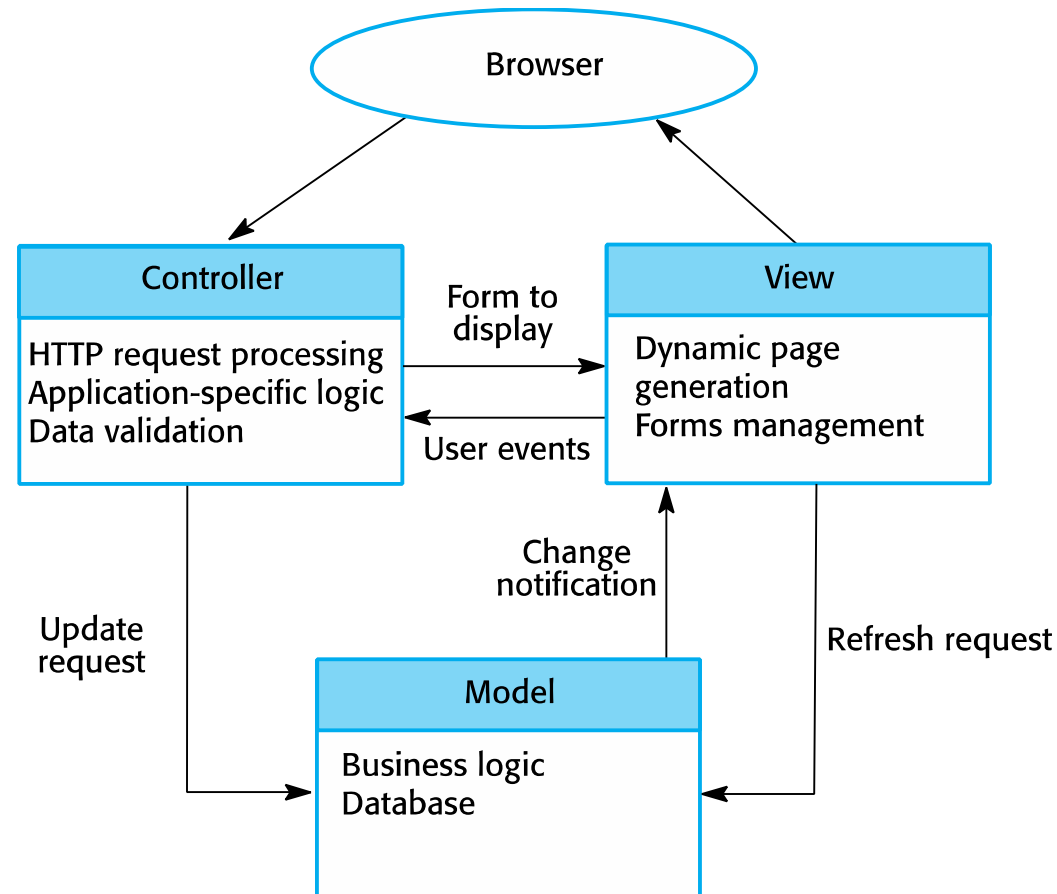 Browser
Controller
HTTP request processing
Application-specific logic
Data validation
Form to
display
User events
View
Dynamic page
generation
Forms management
Update
request
Change
notification
Refresh request
Model
Business logic
Database